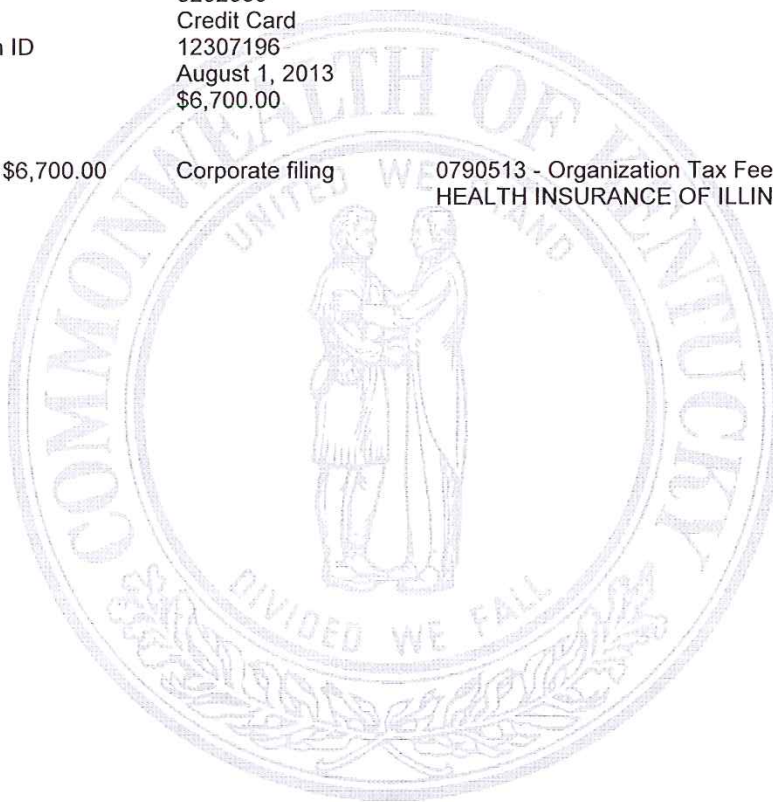 Credit Card
n ID 12307196
August 1, 2013
$6,700.00
$6,700.00 Corporate filing 0790513 - Organization Tax Fee
HEALTH INSURANCE OF ILLIN
COMMONWEALTH OF KENTUCKY
UNITED WE STAND
DIVIDED WE FALL